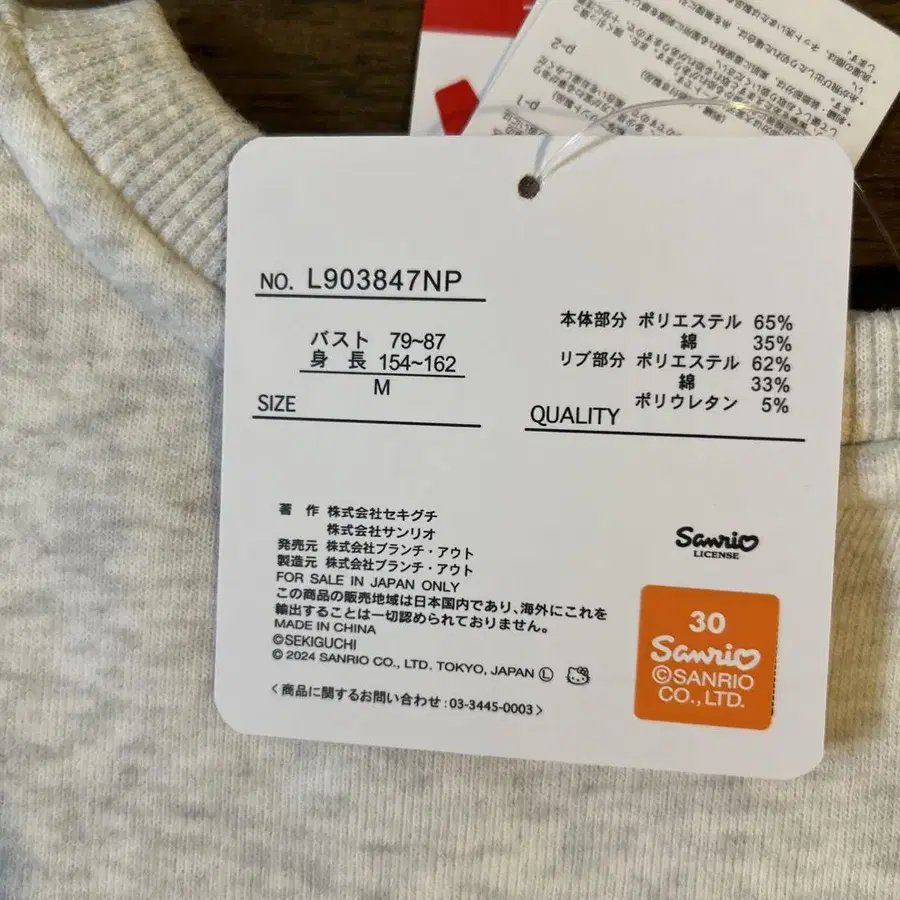 NO. L903847NP
バスト 79~87
身 長 154~162
M
SIZE
本体部分 ポリエステル 65%
綿 35%
リブ部分 ポリエステル 62%
綿 33%
ポリウレタン 5%
QUALITY
著 作 株式会社セキグチ
株式会社サンリオ
発売元 株式会社ブランチ・アウト
製造元 株式会社ブランチ・アウト
FOR SALE IN JAPAN ONLY
この商品の販売地域は日本国内であり、海外にこれを
輸出することは一切認められておりません。
MADE IN CHINA
©SEKIGUCHI
© 2024 SANRIO CO., LTD. TOKYO, JAPAN Ⓛ
<商品に関するお問い合わせ:03-3445-0003>
Sanrio
LICENSE
30
Sanrio
©SANRIO
CO., LTD.
p-2
p-1